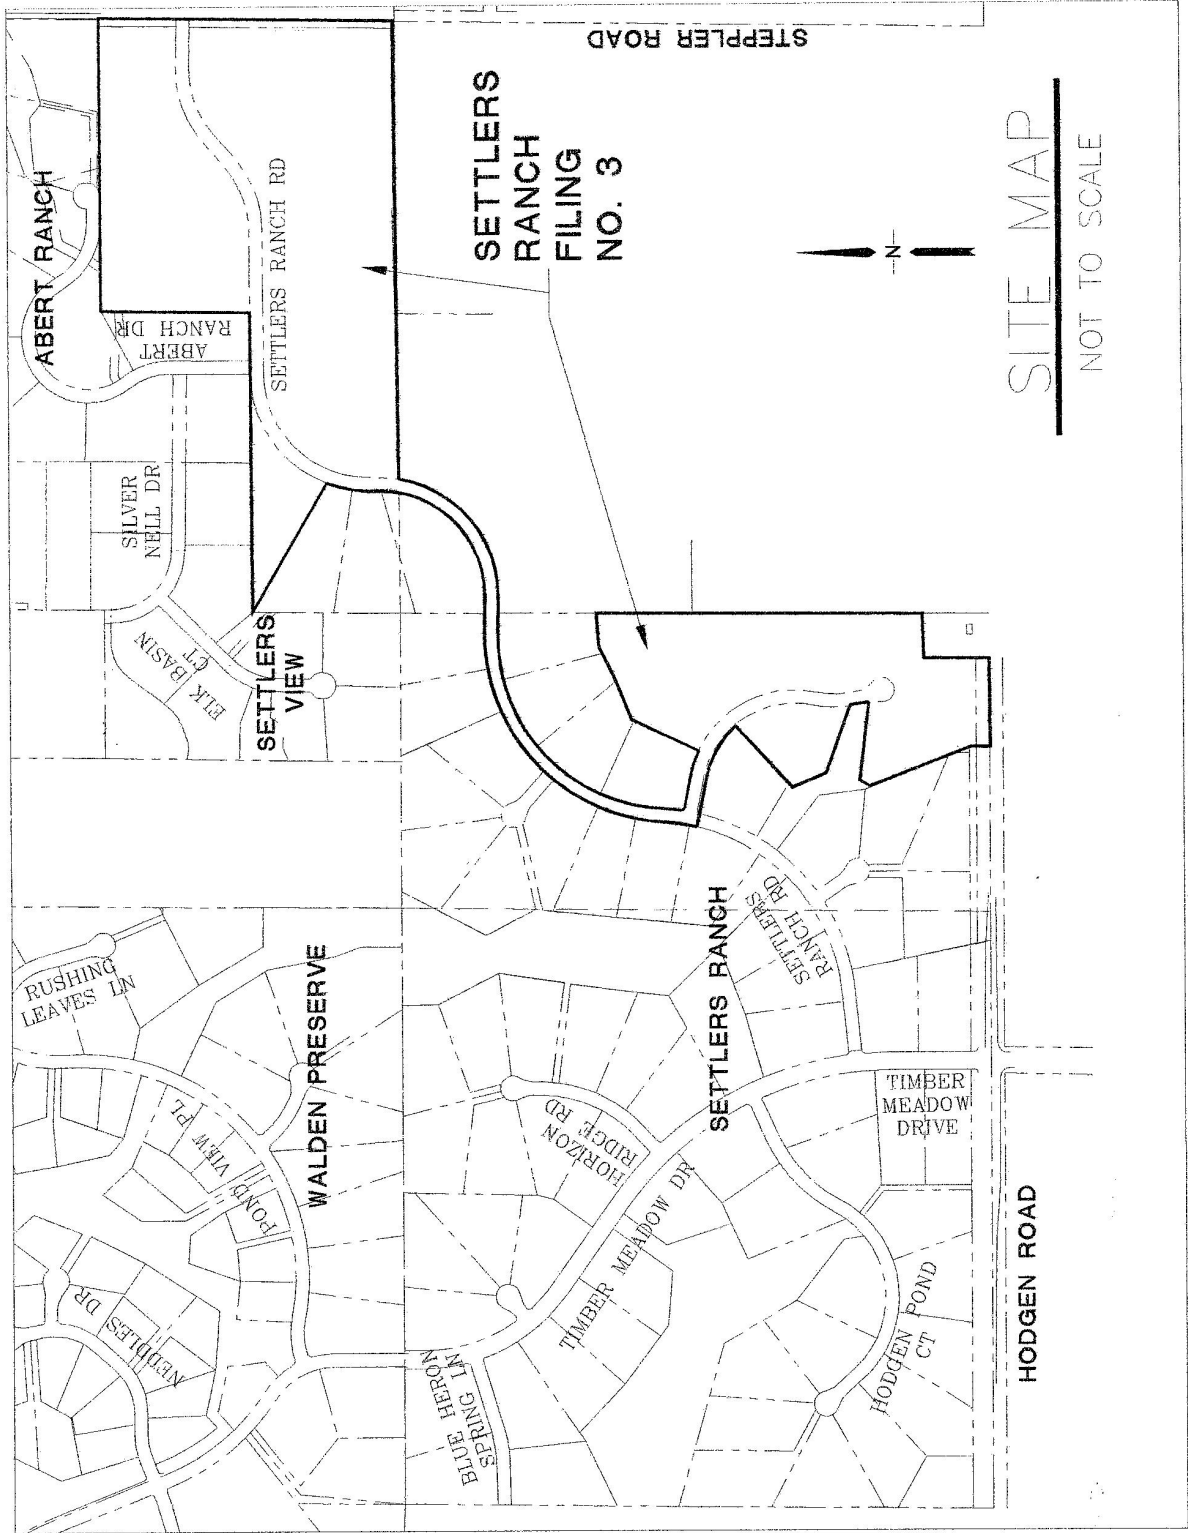 STEPPLER ROAD
ABERT RANCH
SETTLERS
RANCH
FILING
NO. 3
SETTLERS RANCH RD
ABERT
RANCH DR
SITE MAP
NOT TO SCALE
N
SILVER
NELL DR
ELK BASIN
CT
SETTLERS
VIEW
SETTLERS
RANCH RD
SETTLERS RANCH
RUSHING
LEAVES LN
WALDEN PRESERVE
POND VIEW PL
HORIZON
RIDGE RD
TIMBER
MEADOW
DRIVE
TIMBER MEADOW DR
NEDDLES DR
BLUE HERON
SPRING LN
HODGEN POND
CT
HODGEN ROAD